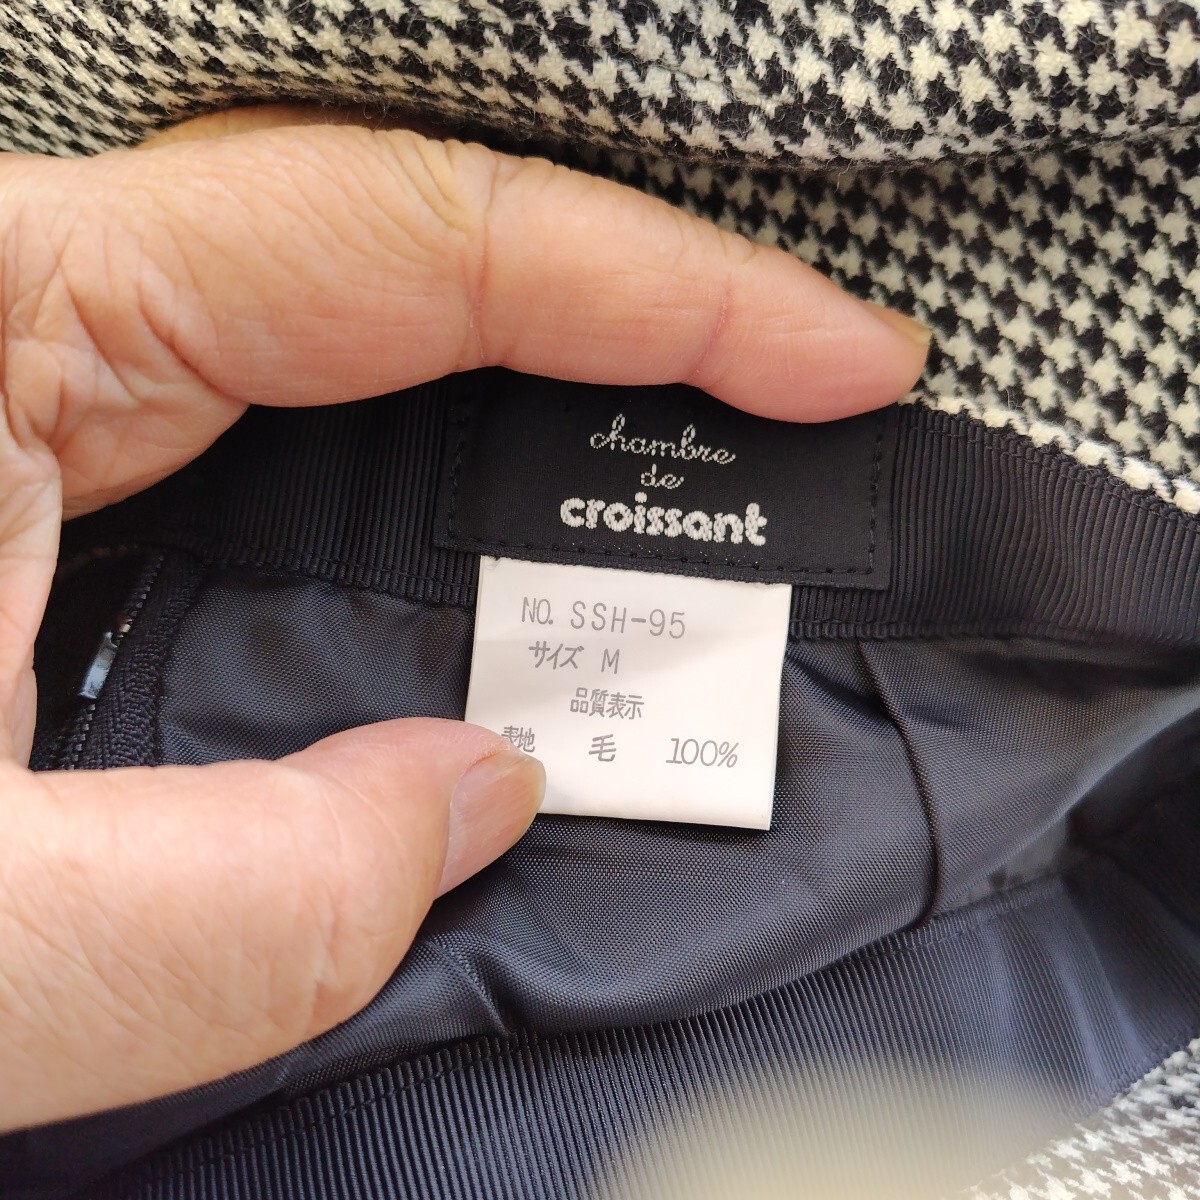 chambre
de
croissant
NO. SSH-95
サイズ M
品質表示
表地 毛 100%